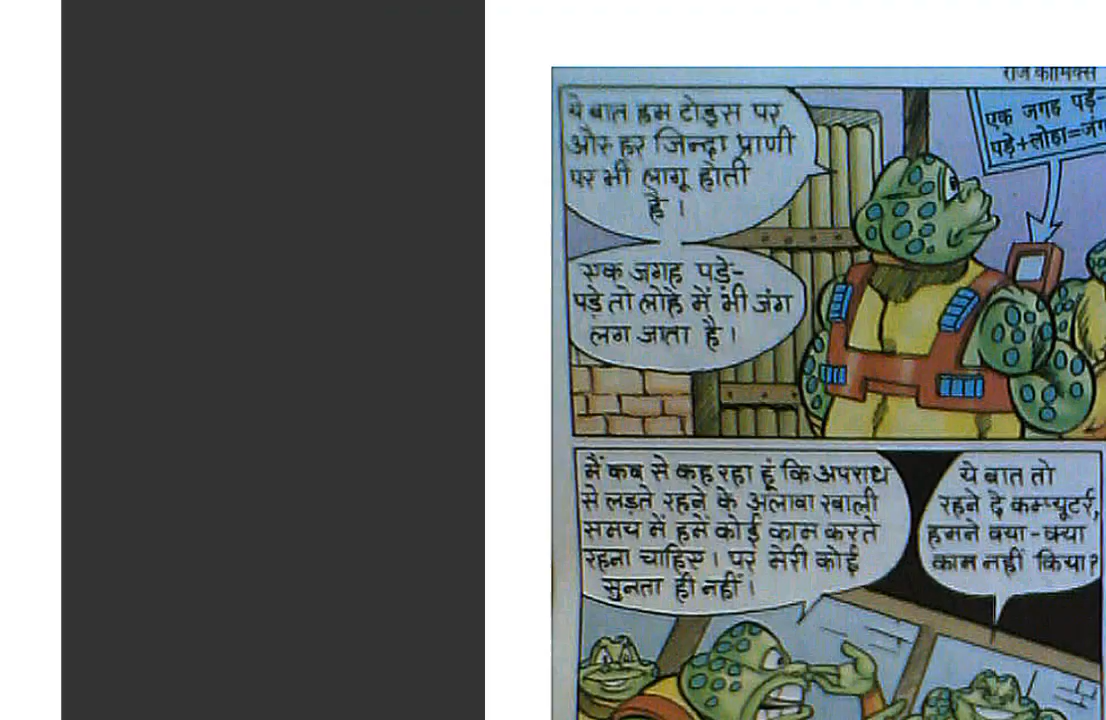 राज कॉमिक्स
ये बात हम टोड्स पर
और हर जिन्दा प्राणी
पर भी लागू होती
है।
एक जगह पड़े-
पड़े तो लोहे में भी जंग
लग जाता है।
एक जगह पड़े-
पड़े+लोहा=जंग
मैं कब से कह रहा हूं कि अपराध
से लड़ते रहने के अलावा खाली
समय में हमें कोई काम करते
रहना चाहिए। पर मेरी कोई
सुनता ही नहीं।
ये बात तो
रहने दे कम्प्यूटर,
हमने क्या-क्या
काम नहीं किया?